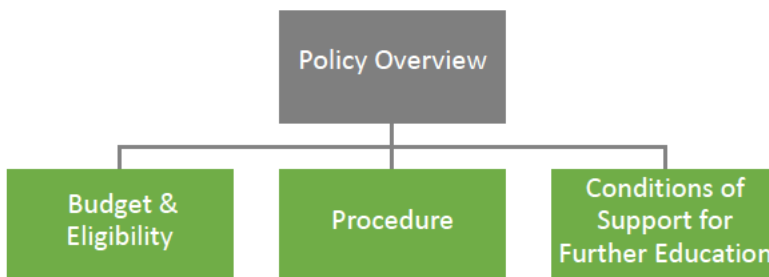 Policy Overview
Budget &
Eligibility
Procedure
Conditions of
Support for
Further Education